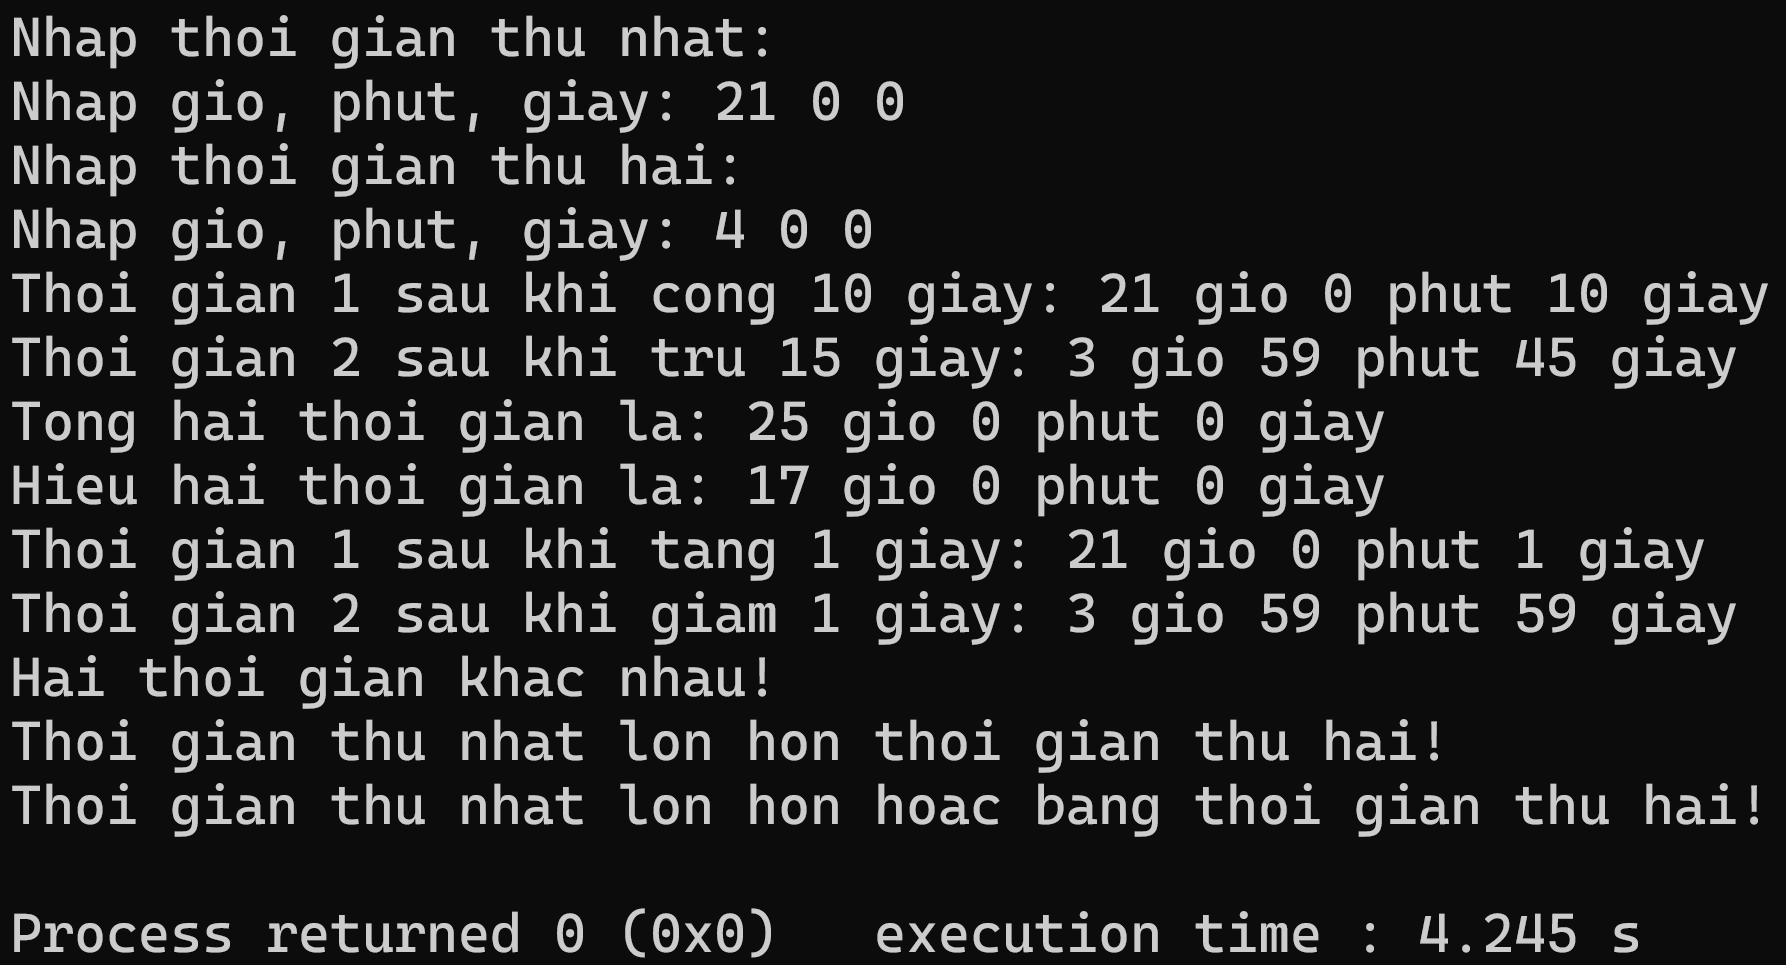 Nhap thoi gian thu nhat:
Nhap gio, phut, giay: 21 0 0
Nhap thoi gian thu hai:
Nhap gio, phut, giay: 4 0 0
Thoi gian 1 sau khi cong 10 giay: 21 gio 0 phut 10 giay
Thoi gian 2 sau khi tru 15 giay: 3 gio 59 phut 45 giay
Tong hai thoi gian la: 25 gio 0 phut 0 giay
Hieu hai thoi gian la: 17 gio 0 phut 0 giay
Thoi gian 1 sau khi tang 1 giay: 21 gio 0 phut 1 giay
Thoi gian 2 sau khi giam 1 giay: 3 gio 59 phut 59 giay
Hai thoi gian khac nhau!
Thoi gian thu nhat lon hon thoi gian thu hai!
Thoi gian thu nhat lon hon hoac bang thoi gian thu hai!
Process returned 0 (0x0)   execution time : 4.245 s